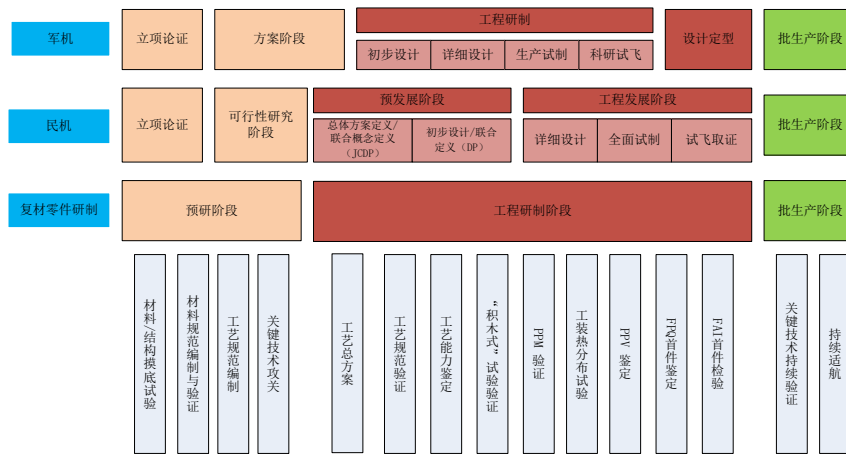 军机
立项论证
方案阶段
工程研制
初步设计
详细设计
生产试制
科研试飞
设计定型
批生产阶段
民机
立项论证
可行性研究
阶段
预发展阶段
总体方案定义/
联合概念定义
（JCDP）
初步设计/联合
定义（DP）
工程发展阶段
详细设计
全面试制
试飞取证
批生产阶段
复材零件研制
预研阶段
工程研制阶段
批生产阶段
材料/结构摸底试验
材料规范编制与验证
工艺规范编制
关键技术攻关
工艺总方案
工艺规范验证
工艺能力鉴定
“积木式”试验验证
PPM 验证
工装热分布试验
PPV 鉴定
FPQ首件鉴定
FAI首件检验
关键技术持续验证
持续适航